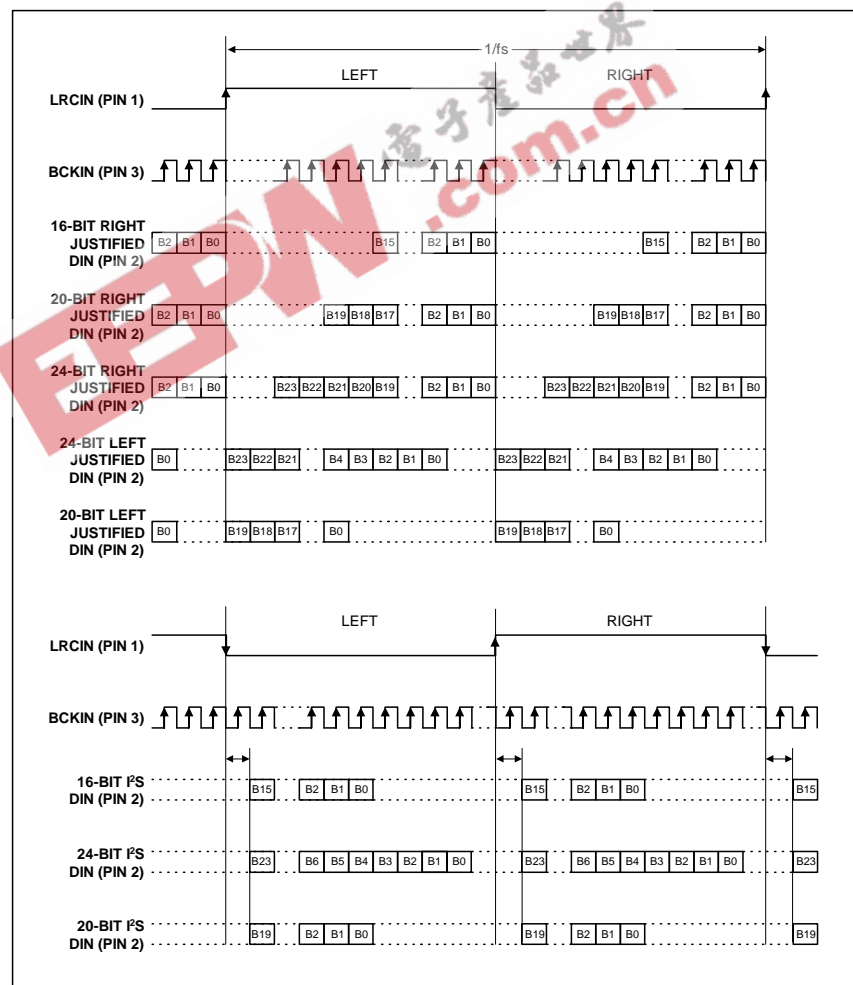 1/fs
LEFT RIGHT
LRCIN (PIN 1)
BCKIN (PIN 3)
16-BIT RIGHT
JUSTIFIED
DIN (PIN 2)
B2 B1 B0 B15 B2 B1 B0 B15 B2 B1 B0
20-BIT RIGHT
JUSTIFIED
DIN (PIN 2)
B2 B1 B0 B19 B18 B17 B2 B1 B0 B19 B18 B17 B2 B1 B0
24-BIT RIGHT
JUSTIFIED
DIN (PIN 2)
B2 B1 B0 B23 B22 B21 B20 B19 B2 B1 B0 B23 B22 B21 B20 B19 B2 B1 B0
24-BIT LEFT
JUSTIFIED
DIN (PIN 2)
B0 B23 B22 B21 B4 B3 B2 B1 B0 B23 B22 B21 B4 B3 B2 B1 B0
20-BIT LEFT
JUSTIFIED
DIN (PIN 2)
B0 B19 B18 B17 B0 B19 B18 B17 B0
LEFT RIGHT
LRCIN (PIN 1)
BCKIN (PIN 3)
16-BIT I²S
DIN (PIN 2)
B15 B2 B1 B0 B15 B2 B1 B0 B15
24-BIT I²S
DIN (PIN 2)
B23 B6 B5 B4 B3 B2 B1 B0 B23 B6 B5 B4 B3 B2 B1 B0 B23
20-BIT I²S
DIN (PIN 2)
B19 B2 B1 B0 B19 B2 B1 B0 B19
EEPW.com.cn
電子產品世界